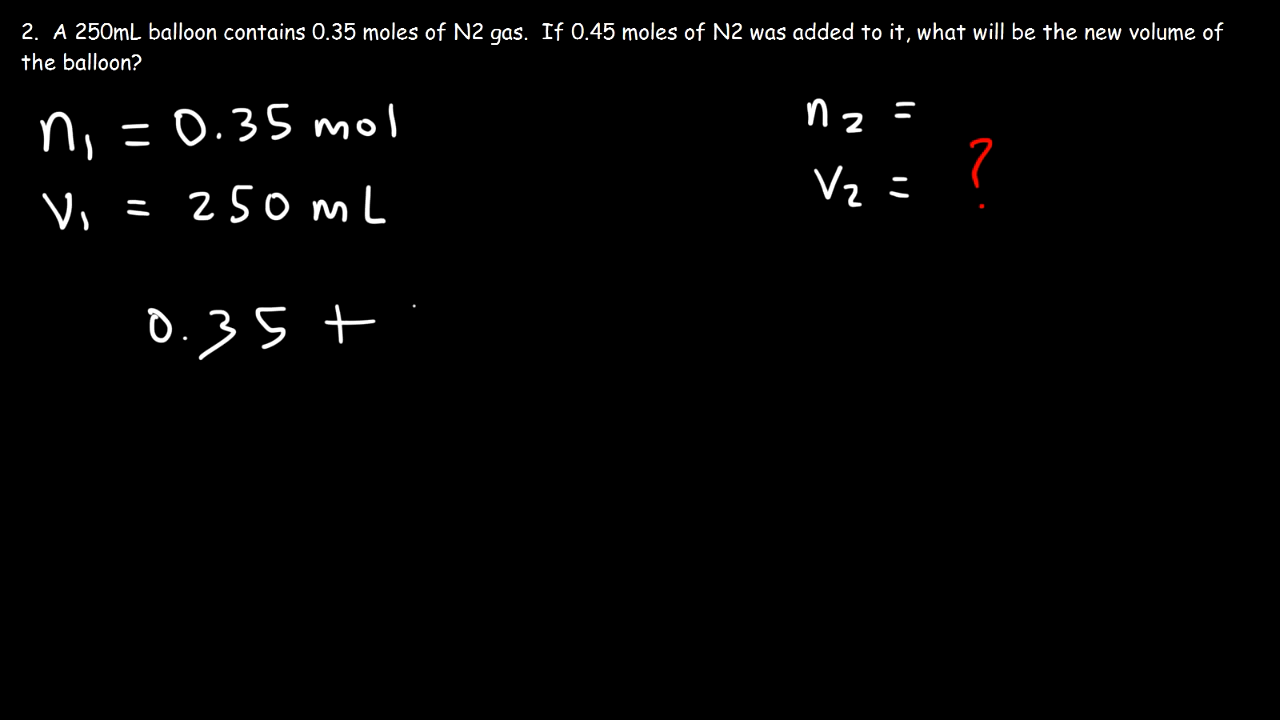 2. A 250mL balloon contains 0.35 moles of N2 gas. If 0.45 moles of N2 was added to it, what will be the new volume of
the balloon?
n₁ = 0.35 mol
n₂ =
V₁ = 250 mL
V₂ =
?
0.35 +